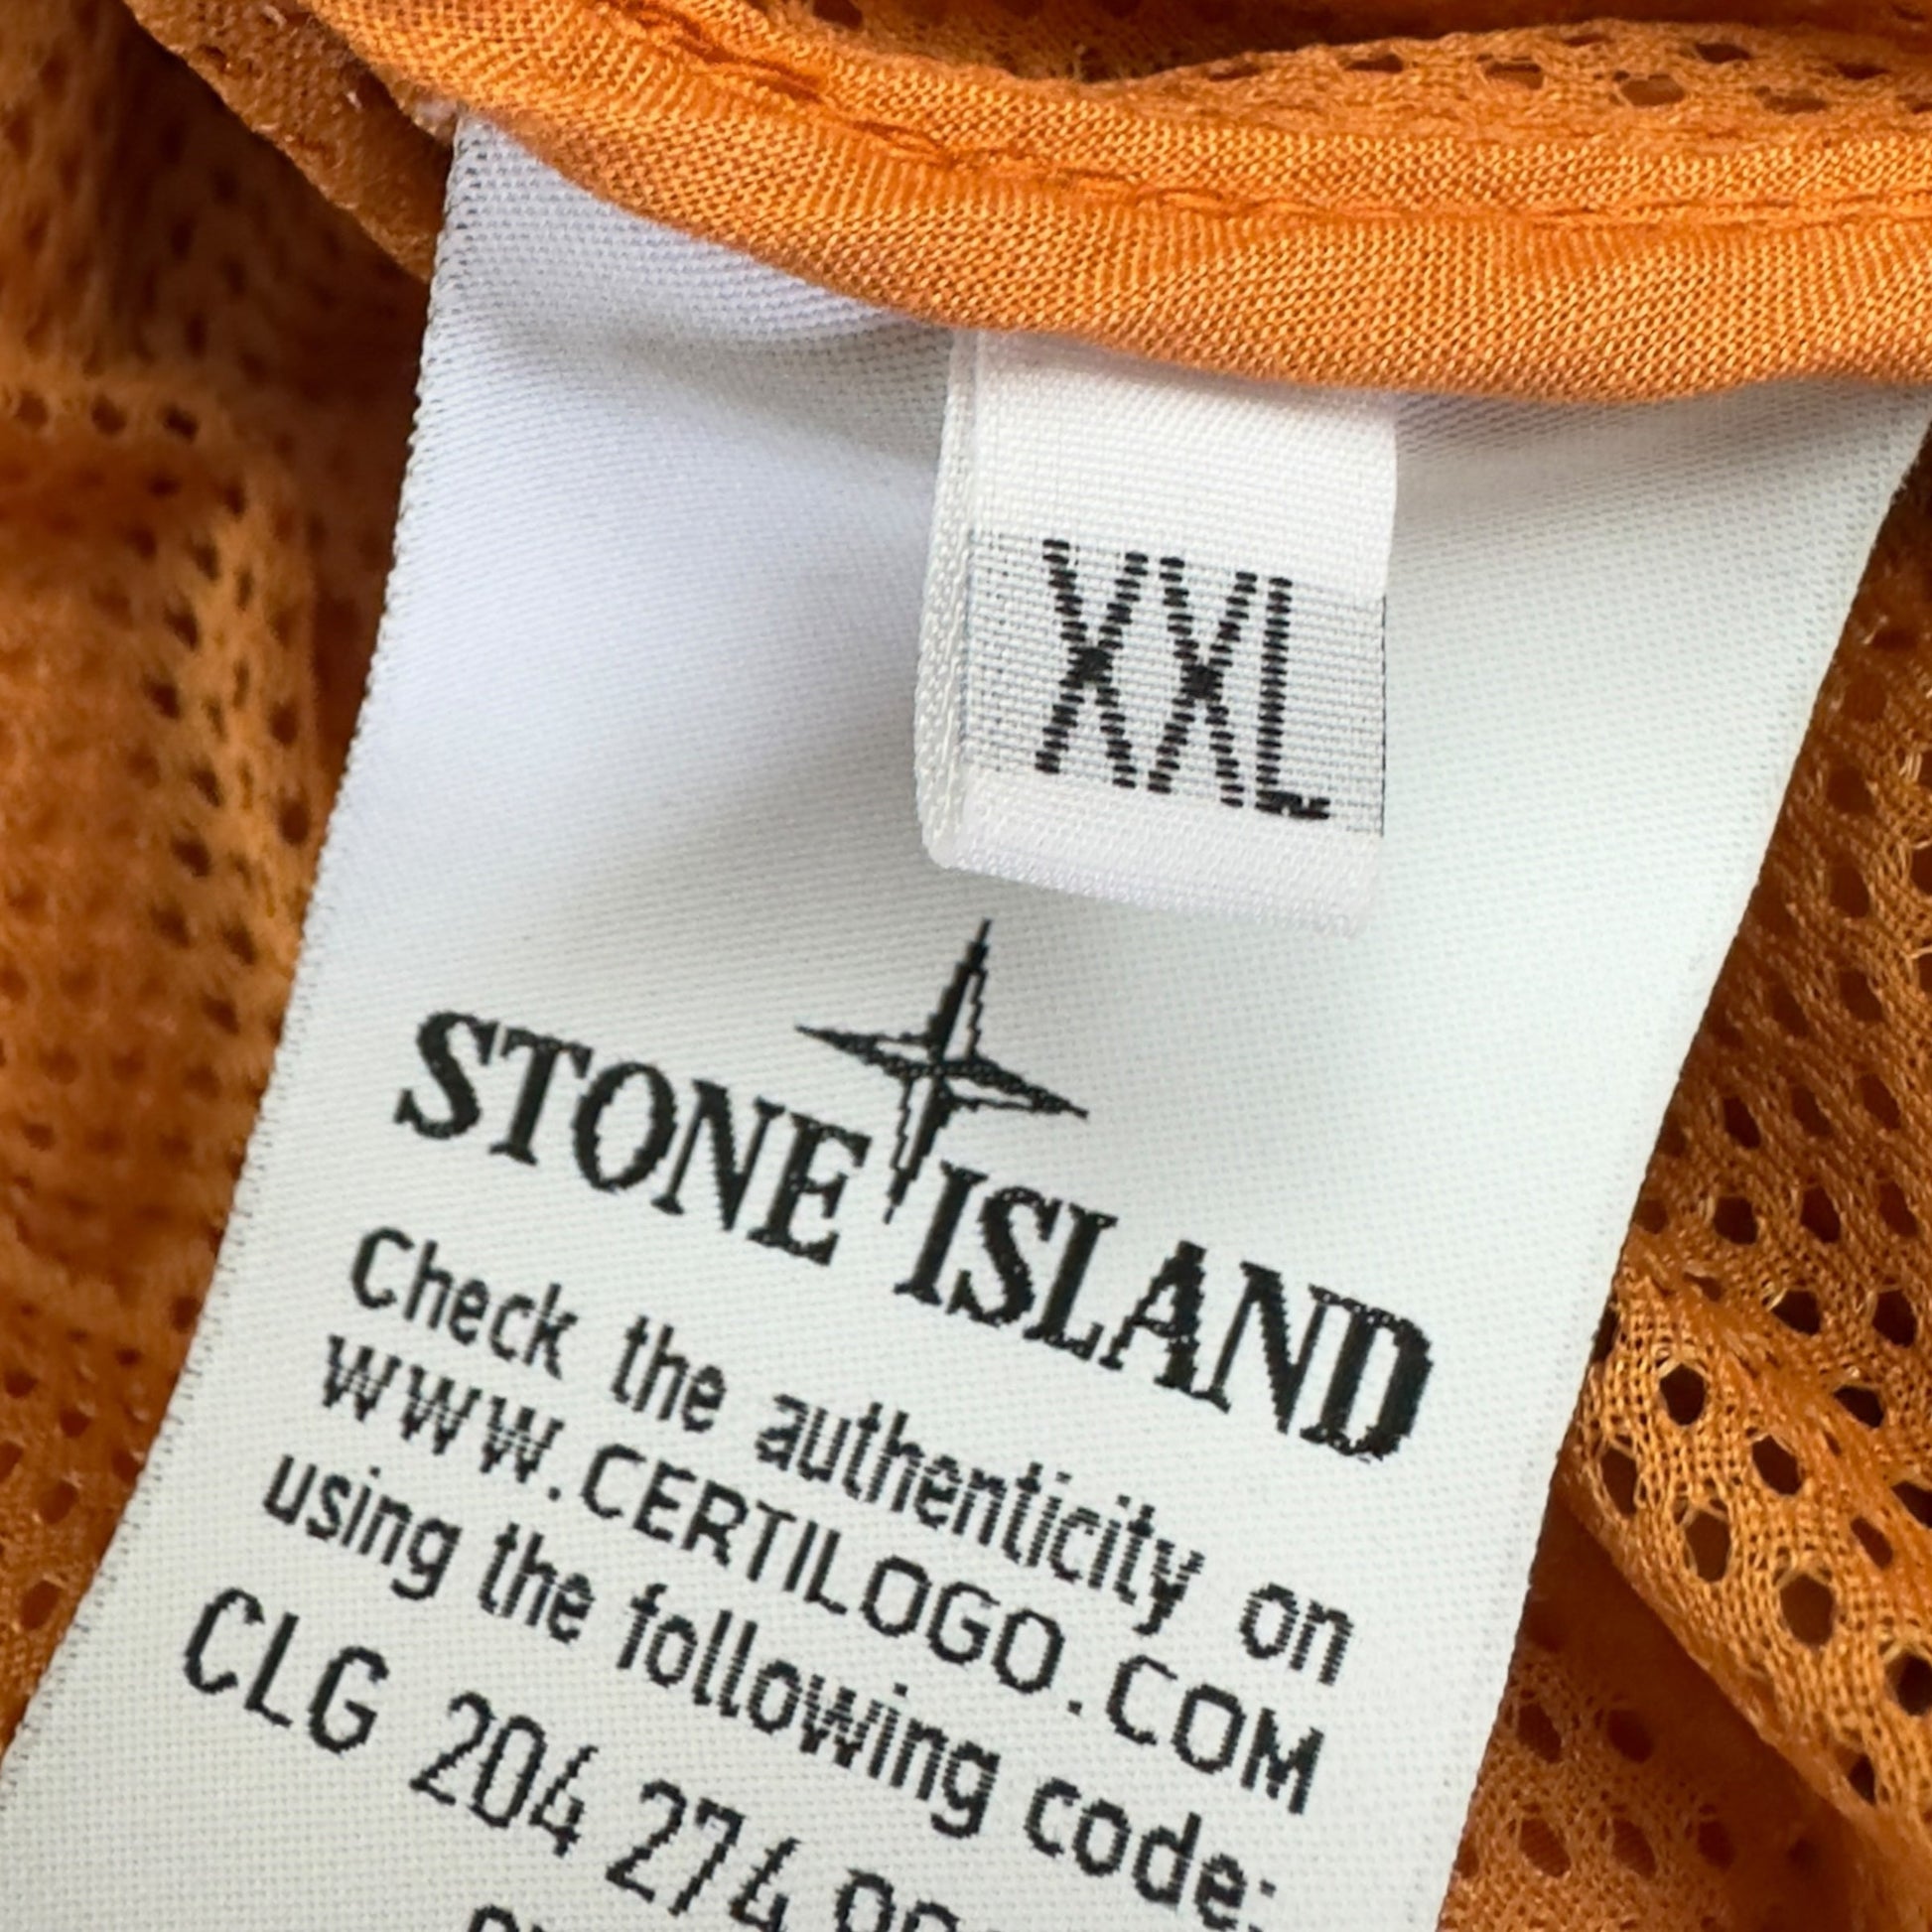 XXL
STONE ISLAND
Check the authenticity on
WWW.CERTILOGO.COM
using the following code:
CLG 204 274